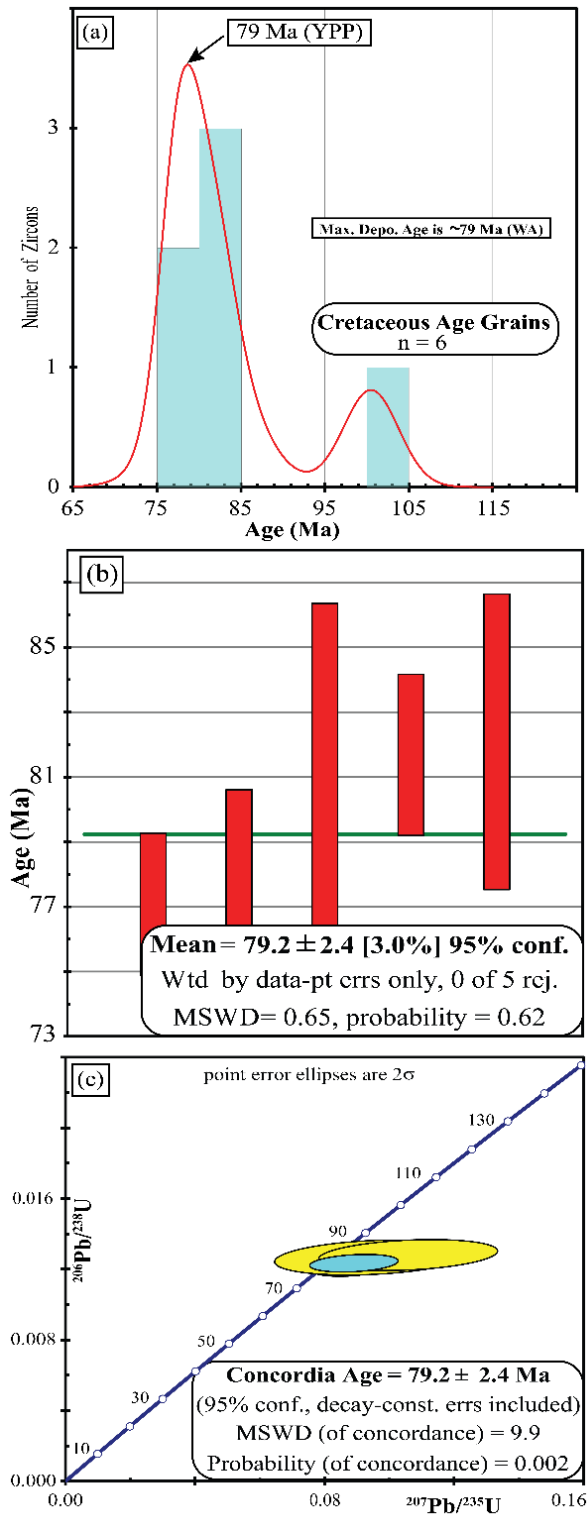 (a)
79 Ma (YPP)
3
2
1
0
Number of Zircons
Max. Depo. Age is ~79 Ma (WA)
Cretaceous Age Grains
n = 6
65 75 85 95 105 115
Age (Ma)
(b)
85
81
77
73
Age (Ma)
Mean = 79.2 ± 2.4 [3.0%] 95% conf.
Wtd by data-pt errs only, 0 of 5 rej.
MSWD= 0.65, probability = 0.62
(c)
point error ellipses are 2σ
130
110
90
70
50
30
10
0.016
0.008
0.000
206Pb/238U
Concordia Age = 79.2 ± 2.4 Ma
(95% conf., decay-const. errs included)
MSWD (of concordance) = 9.9
Probability (of concordance) = 0.002
0.00 0.08 0.16
207Pb/235U